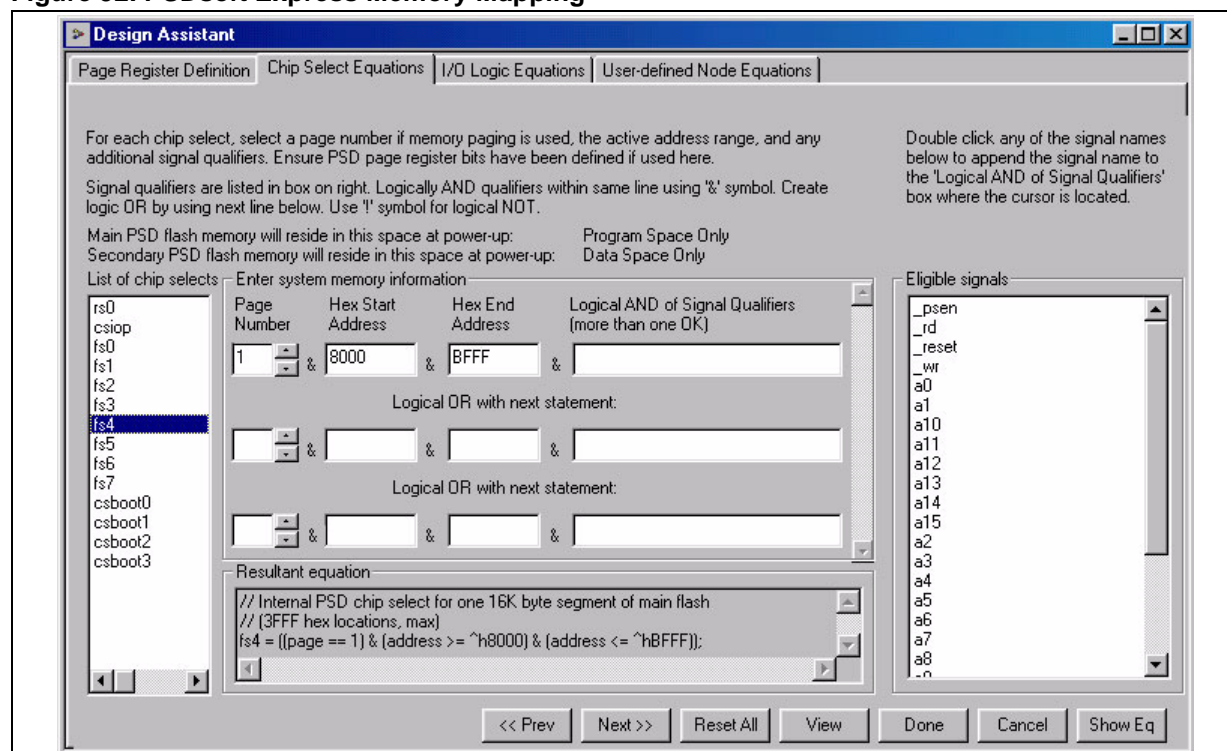 Figure 32. PSDsoft Express Memory Mapping
Design Assistant
Page Register Definition
Chip Select Equations
I/O Logic Equations
User-defined Node Equations
For each chip select, select a page number if memory paging is used, the active address range, and any
additional signal qualifiers. Ensure PSD page register bits have been defined if used here.
Signal qualifiers are listed in box on right. Logically AND qualifiers within same line using '&' symbol. Create
logic OR by using next line below. Use '!' symbol for logical NOT.
Main PSD flash memory will reside in this space at power-up: Program Space Only
Secondary PSD flash memory will reside in this space at power-up: Data Space Only
Double click any of the signal names
below to append the signal name to
the 'Logical AND of Signal Qualifiers'
box where the cursor is located.
List of chip selects
rs0
csiop
fs0
fs1
fs2
fs3
fs4
fs5
fs6
fs7
csboot0
csboot1
csboot2
csboot3
Enter system memory information
Page
Number
Hex Start
Address
Hex End
Address
Logical AND of Signal Qualifiers
(more than one OK)
1 & 8000 & BFFF &
Logical OR with next statement:
& & &
Logical OR with next statement:
& & &
Resultant equation
// Internal PSD chip select for one 16K byte segment of main flash
// (3FFF hex locations, max)
fs4 = ((page == 1) & (address >= ^h8000) & (address <= ^hBFFF));
Eligible signals
_psen
_rd
_reset
_wr
a0
a1
a10
a11
a12
a13
a14
a15
a2
a3
a4
a5
a6
a7
a8
<< Prev
Next >>
Reset All
View
Done
Cancel
Show Eq